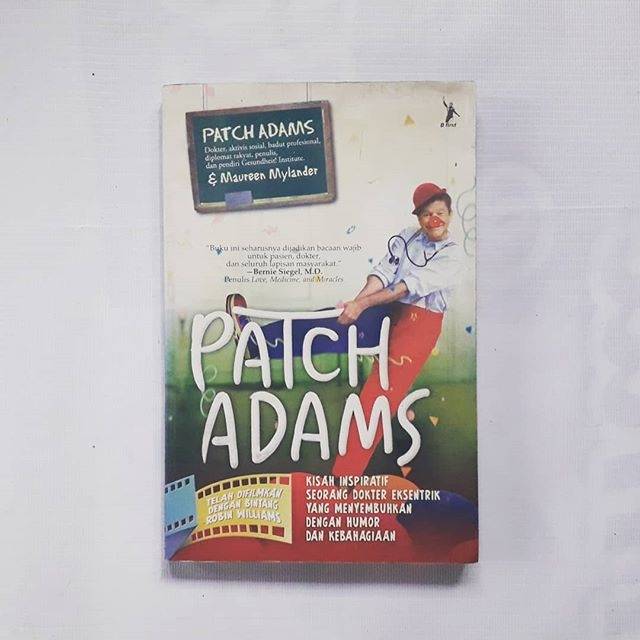 PATCH ADAMS
Dokter, aktivis sosial, badut profesional,
diplomat rakyat, penulis,
dan pendiri Gesundheit! Institute.
& Maureen Mylander
B first
"Buku ini seharusnya dijadikan bacaan wajib
untuk pasien, dokter,
dan seluruh lapisan masyarakat."
—Bernie Siegel, M.D.
Penulis Love, Medicine, and Miracles
PATCH
ADAMS
TELAH DIFILMKAN
DENGAN BINTANG
ROBIN WILLIAMS
KISAH INSPIRATIF
SEORANG DOKTER EKSENTRIK
YANG MENYEMBUHKAN
DENGAN HUMOR
DAN KEBAHAGIAAN